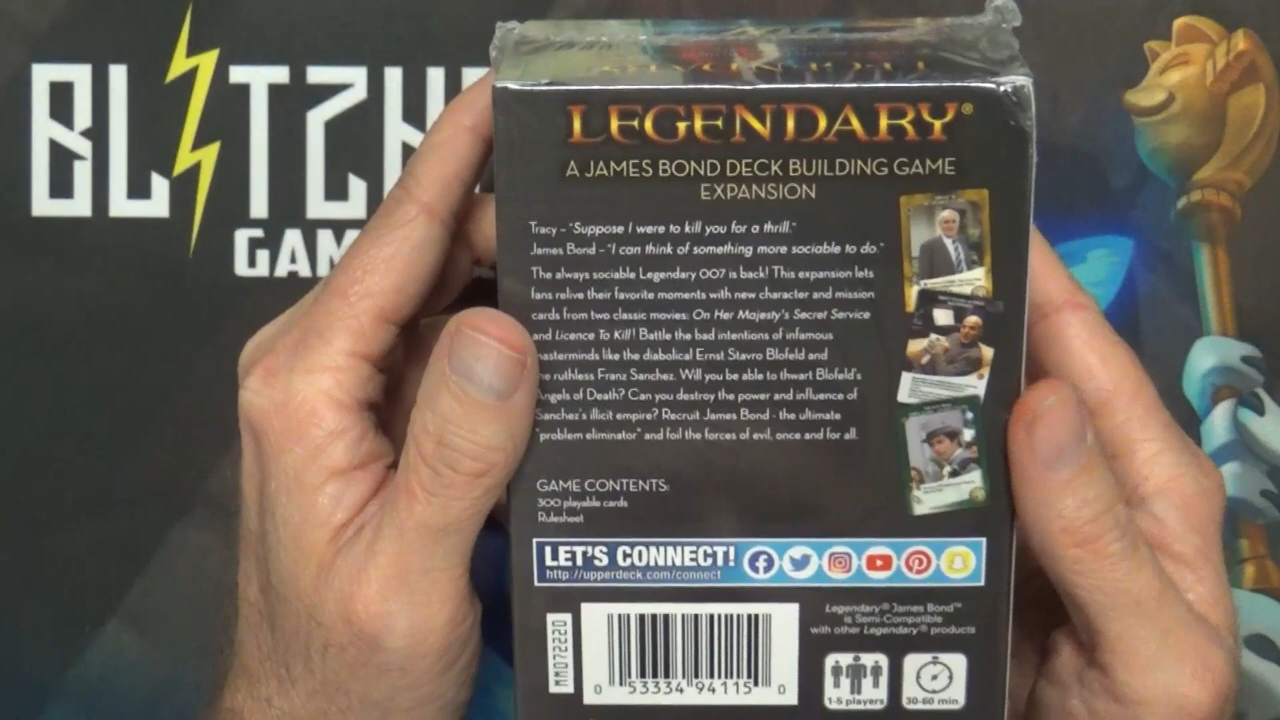 BL TZK
GAM
LEGENDARY®
A JAMES BOND DECK BUILDING GAME
EXPANSION
Tracy – "Suppose I were to kill you for a thrill."
James Bond – "I can think of something more sociable to do."
The always sociable Legendary 007 is back! This expansion lets
fans relive their favorite moments with new character and mission
cards from two classic movies: On Her Majesty's Secret Service
and Licence To Kill! Battle the bad intentions of infamous
masterminds like the diabolical Ernst Stavro Blofeld and
he ruthless Franz Sanchez. Will you be able to thwart Blofeld's
Angels of Death? Can you destroy the power and influence of
Sanchez's illicit empire? Recruit James Bond - the ultimate
"problem eliminator" and foil the forces of evil, once and for all.
GAME CONTENTS:
300 playable cards
Rulesheet
LET'S CONNECT!
http://upperdeck.com/connect
MM072220
0 53334 94115 0
Legendary® James Bond™
is Semi-Compatible
with other Legendary® products
1-5 players
30-60 min.